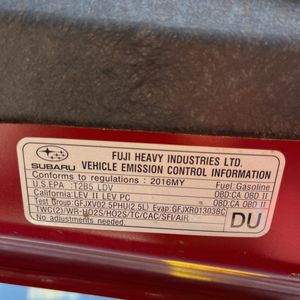 SUBARU
FUJI HEAVY INDUSTRIES LTD.
VEHICLE EMISSION CONTROL INFORMATION
Conforms to regulations : 2016MY Fuel:Gasoline
U.S.EPA :T2B5 LDV OBD:CA OBD II
California:LEV II LEV PC OBD:CA OBD II
Test Group:GFJXV02.5PHU(2.5L) Evap:GFJXR01303BC
TWC(2)/WR-HO2S/HO2S/TC/CAC/SFI/AIR
No adjustments needed.
DU